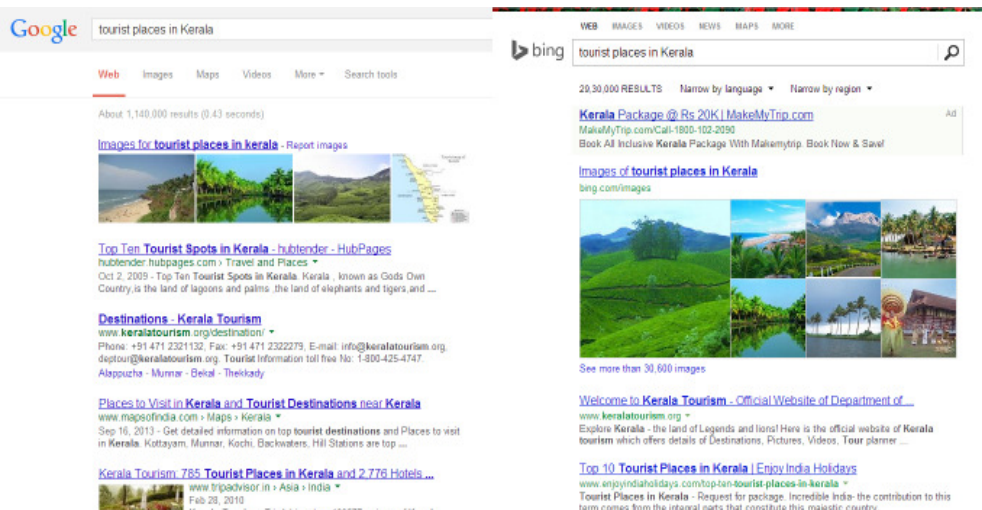 Google
tourist places in Kerala
Web Images Maps Videos More Search tools
About 1,140,000 results (0.43 seconds)
Images for tourist places in kerala - Report images
Top Ten Tourist Spots in Kerala - hubtender - HubPages
hubtender.hubpages.com › Travel and Places
Oct 2, 2009 - Top Ten Tourist Spots in Kerala. Kerala , known as Gods Own
Country,is the land of lagoons and palms ,the land of elephants and tigers,and ....
Destinations - Kerala Tourism
www.keralatourism.org/destination/
Phone: +91 471 2321132, Fax: +91 471 2322279, E-mail: info@keralatourism.org,
deptour@keralatourism.org. Tourist Information toll free No: 1-800-425-4747.
Alappuzha - Munnar - Bekal - Thekkady
Places to Visit in Kerala and Tourist Destinations near Kerala
www.mapsofindia.com › Maps › Kerala
Sep 16, 2013 - Get detailed information on top tourist destinations and Places to visit
in Kerala. Kottayam, Munnar, Kochi, Backwaters, Hill Stations are top ....
Kerala Tourism: 785 Tourist Places in Kerala and 2,776 Hotels ...
www.tripadvisor.in › Asia › India
Feb 28, 2010
WEB IMAGES VIDEOS NEWS MAPS MORE
bing
tourist places in Kerala
29,30,000 RESULTS Narrow by language Narrow by region
Kerala Package @ Rs 20K | MakeMyTrip.com
Ad
MakeMyTrip.com/Call-1800-102-2090
Book All Inclusive Kerala Package With Makemytrip. Book Now & Save!
Images of tourist places in Kerala
bing.com/images
See more than 30,600 images
Welcome to Kerala Tourism - Official Website of Department of ...
www.keralatourism.org
Explore Kerala - the land of Legends and lions! Here is the official website of Kerala
tourism which offers details of Destinations, Pictures, Videos, Tour planner ...
Top 10 Tourist Places in Kerala | Enjoy India Holidays
www.enjoyindiaholidays.com/top-ten-tourist-places-in-kerala
Tourist Places in Kerala - Request for package. Incredible India- the contribution to this
term comes from the integral parts that constitute this majestic country.